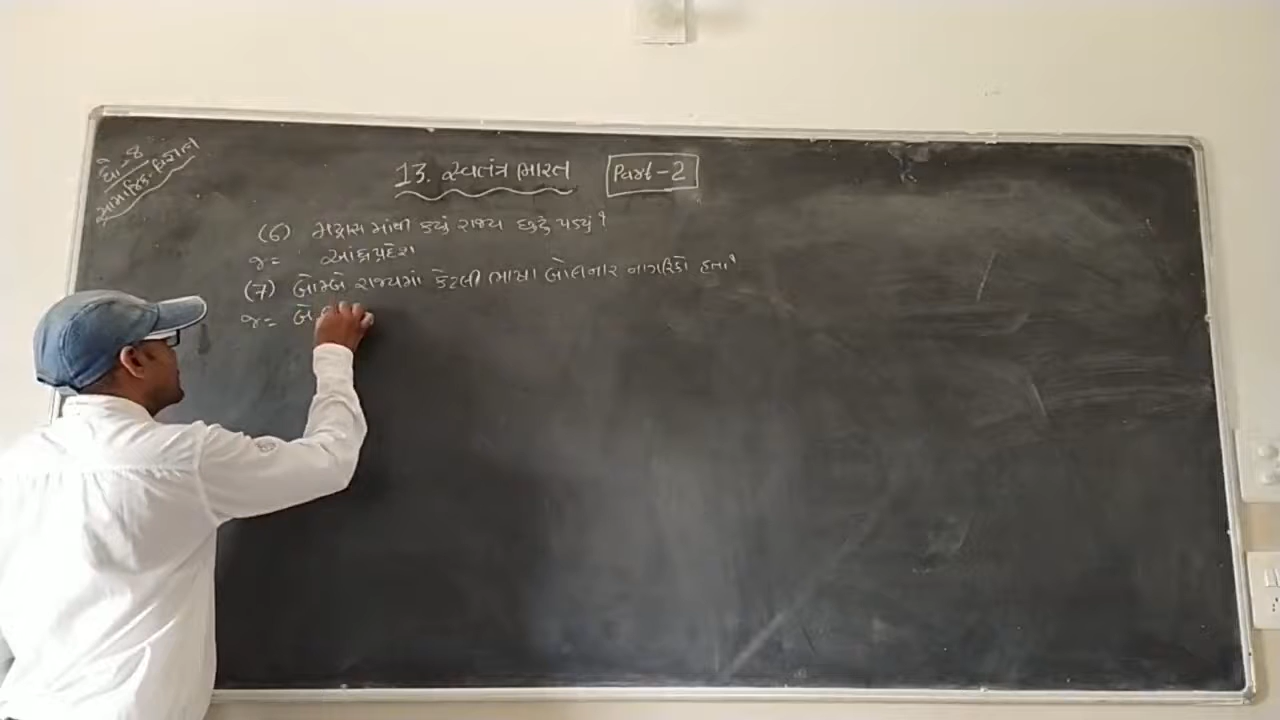 ધો-8
સામાજિક-વિજ્ઞાન
13. સ્વતંત્ર ભારત
Part-2
(6) મદ્રાસ માંથી કયું રાજ્ય છુટું પડ્યું?
જ= આંધ્રપ્રદેશ
(7) બોમ્બે રાજ્યમાં કેટલી ભાષા બોલનાર નાગરિકો હતા?
જ= બે